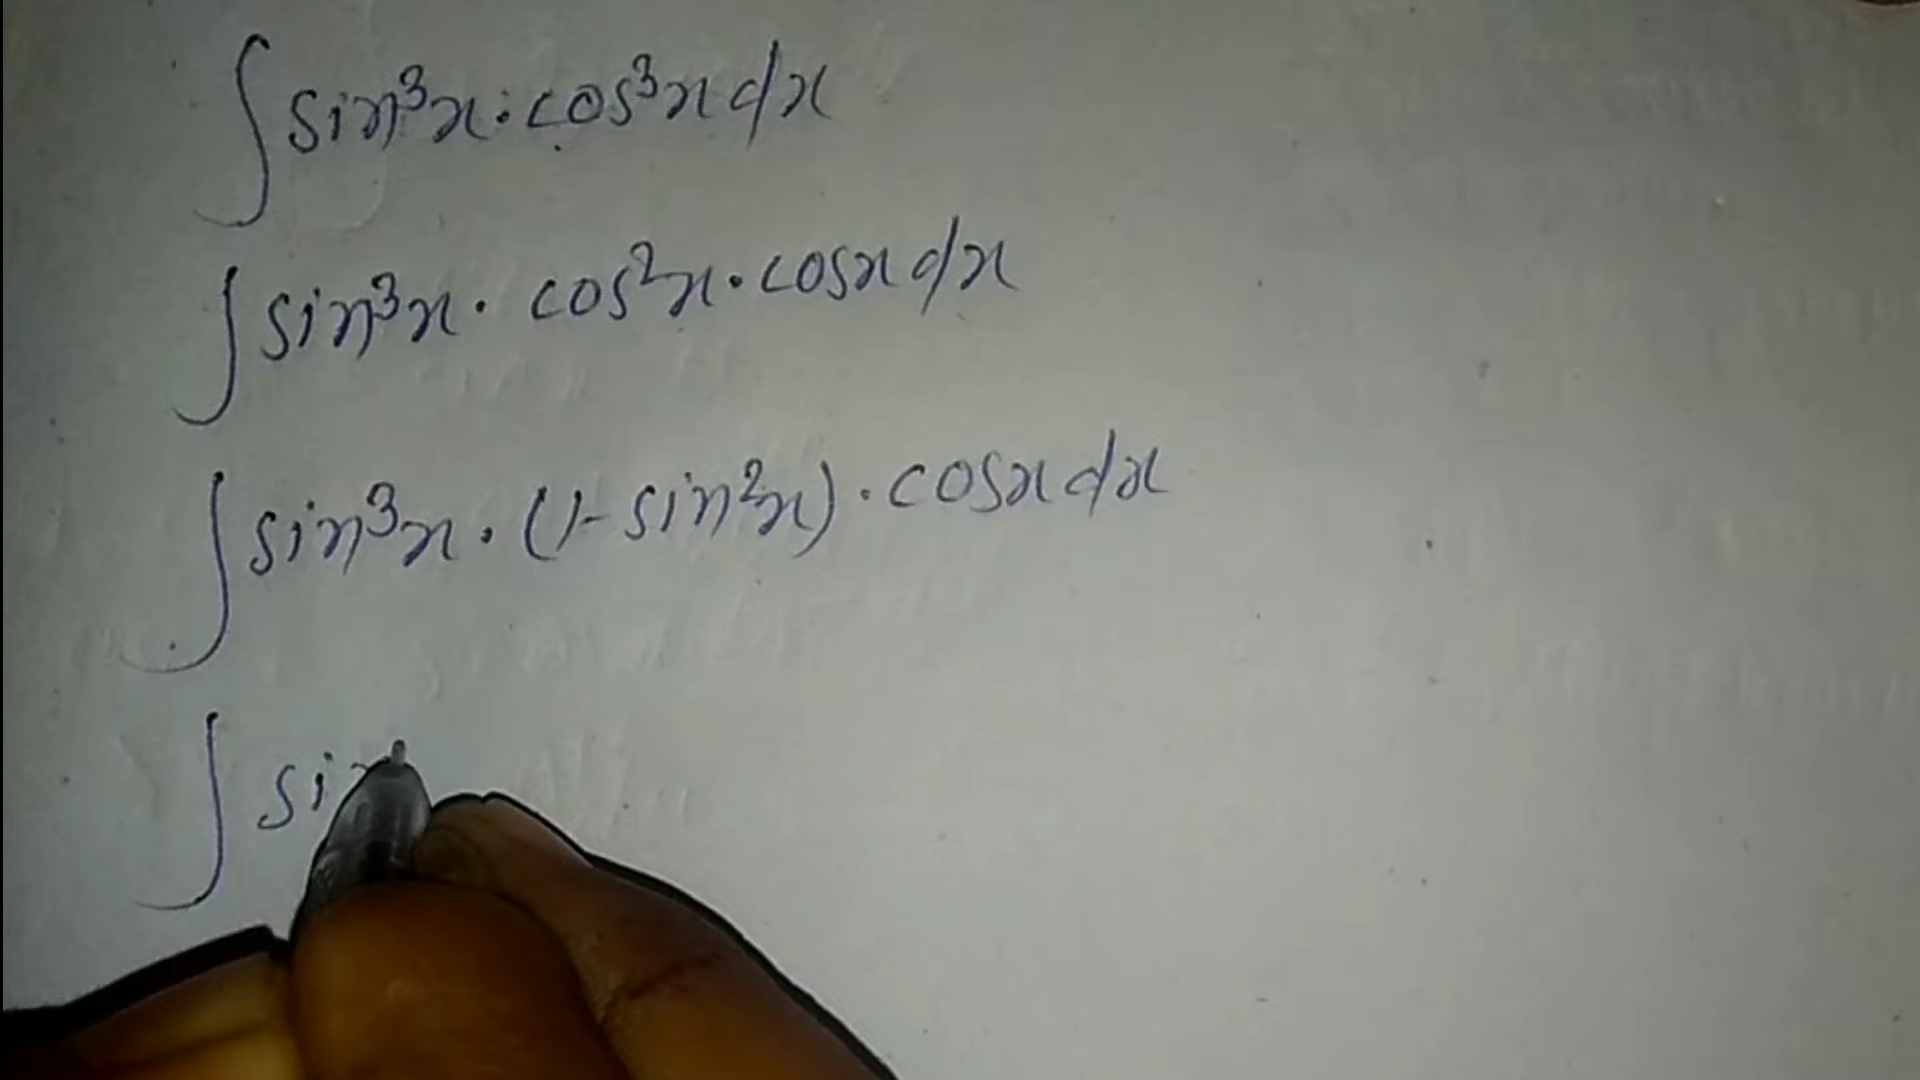 ∫ sin³x · cos³x dx
∫ sin³x · cos²x · cosx dx
∫ sin³x · (1 - sin²x) · cosx dx
∫ si